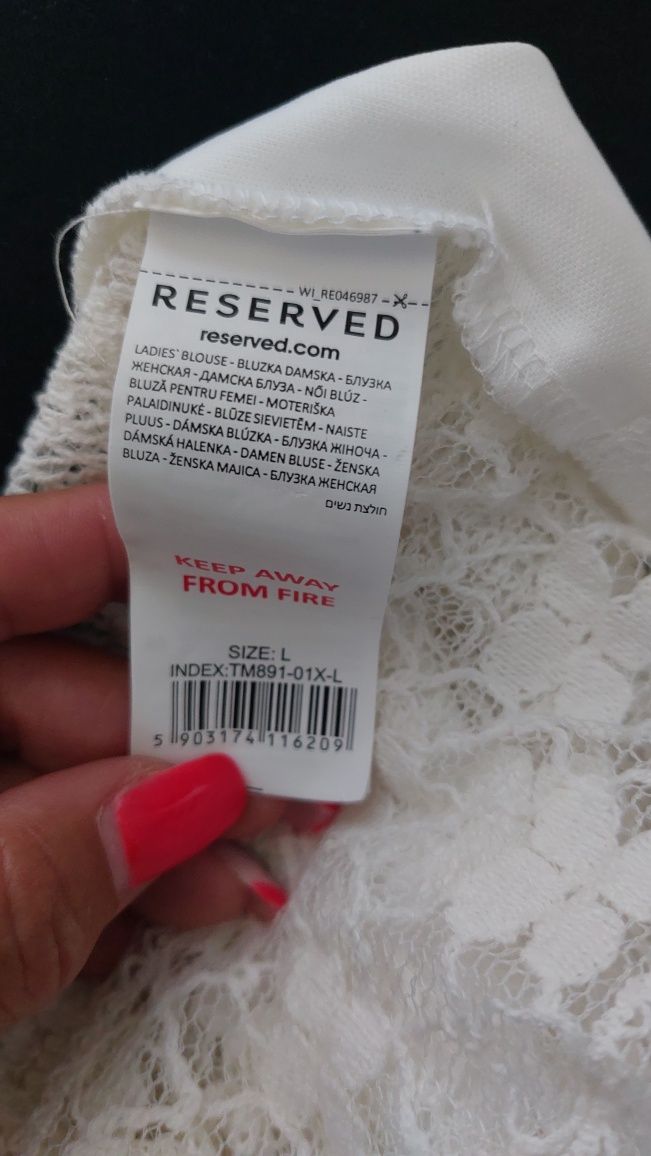 WI_RE046987
RESERVED
reserved.com
LADIES` BLOUSE - BLUZKA DAMSKA - БЛУЗКА
ЖЕНСКАЯ - ДАМСКА БЛУЗА - NŐI BLÚZ -
BLUZĂ PENTRU FEMEI - MOTERIŠKA
PALAIDINUKĖ - BLŪZE SIEVIETĒM - NAISTE
PLUUS - DÁMSKA BLÚZKA - БЛУЗКА ЖІНОЧА -
DÁMSKÁ HALENKA - DAMEN BLUSE - ŽENSKA
BLUZA - ŽENSKA MAJICA - БЛУЗКА ЖЕНСКАЯ
חולצת נשים
KEEP AWAY
FROM FIRE
SIZE: L
INDEX:TM891-01X-L
5 903174 116209